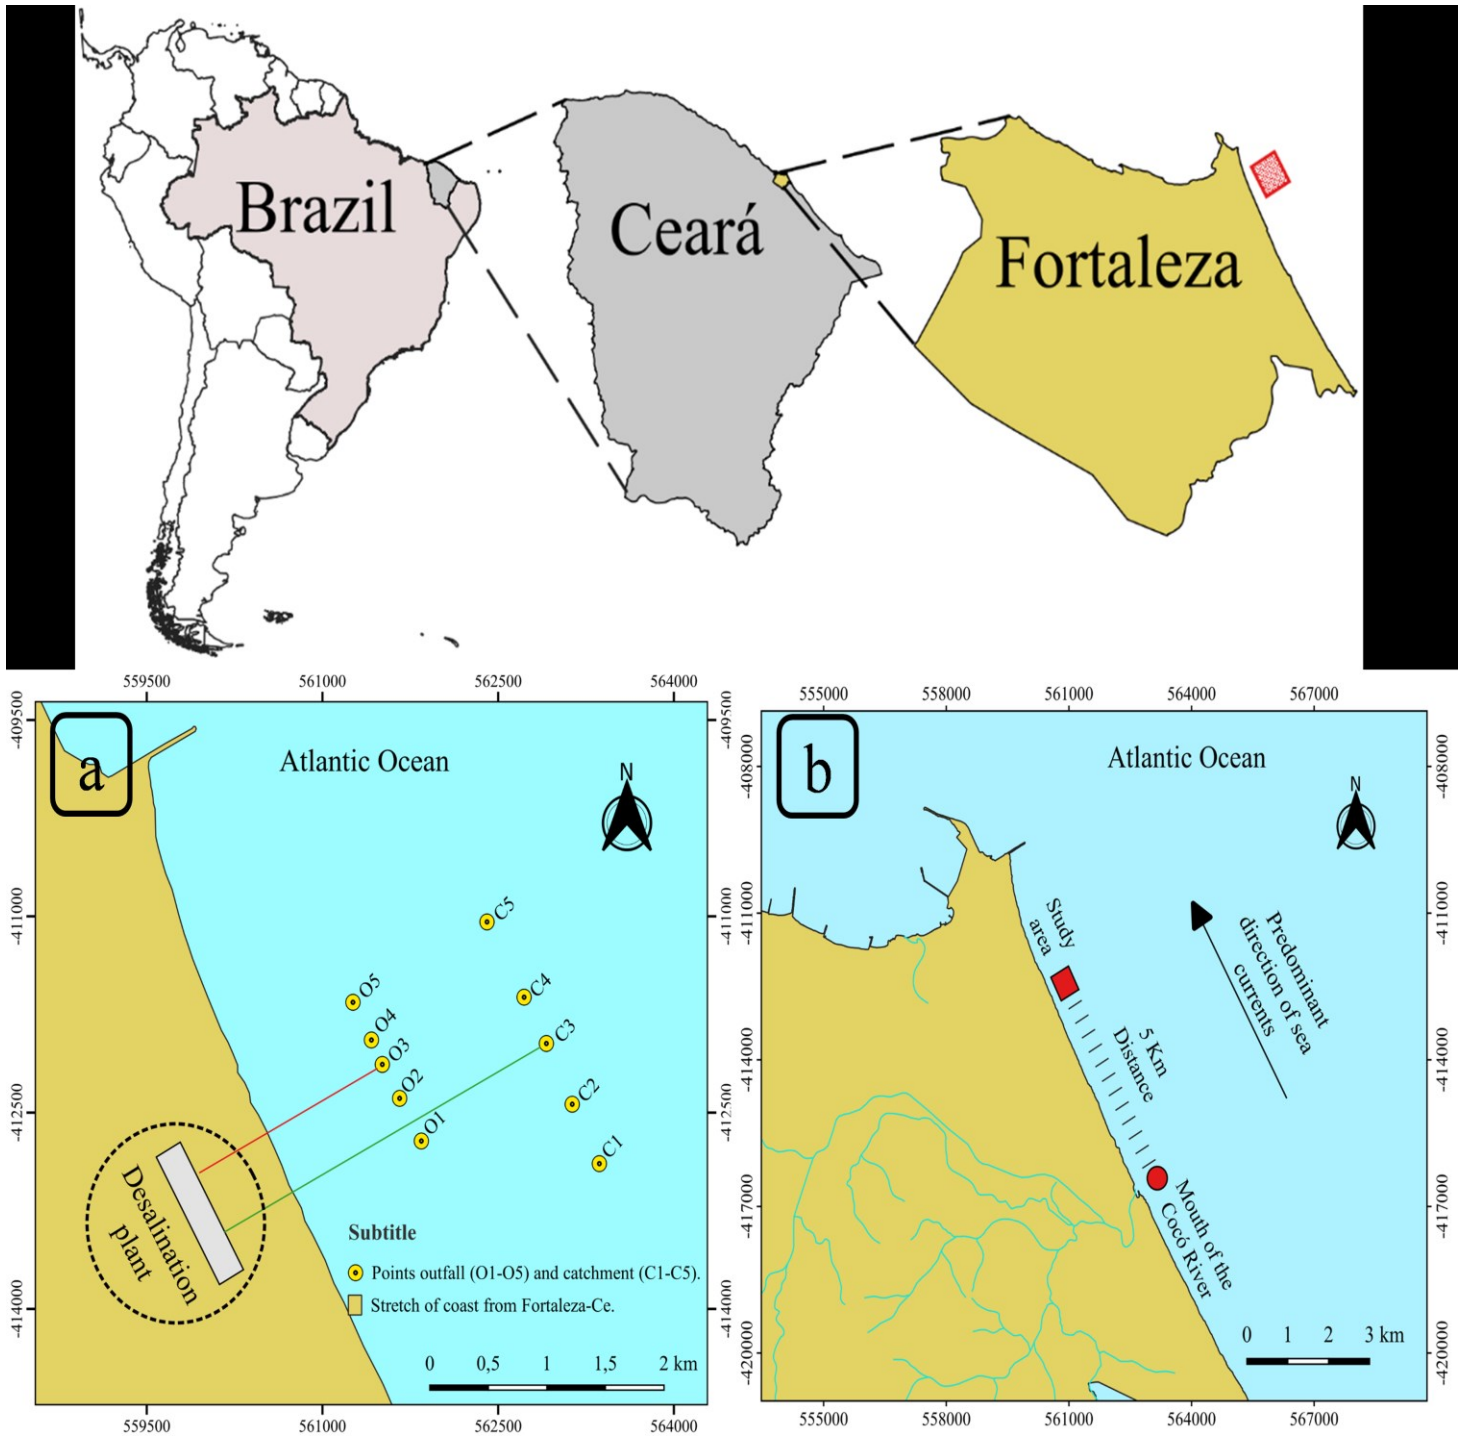 Brazil
Ceará
Fortaleza
559500 561000 562500 564000
-409500
-411000
-412500
-414000
a
Atlantic Ocean
N
C5
C4
C3
C2
C1
O5
O4
O3
O2
O1
Desalination
plant
Subtitle
Points outfall (O1-O5) and catchment (C1-C5).
Stretch of coast from Fortaleza-Ce.
0 0,5 1 1,5 2 km
-409500
-411000
-412500
-414000
559500 561000 562500 564000
555000 558000 561000 564000 567000
-408000
-411000
-414000
-417000
-420000
b
Atlantic Ocean
N
Study
area
Predominant
direction of sea
currents
5 Km
Distance
Mouth of the
Cocó River
0 1 2 3 km
-408000
-411000
-414000
-417000
-420000
555000 558000 561000 564000 567000